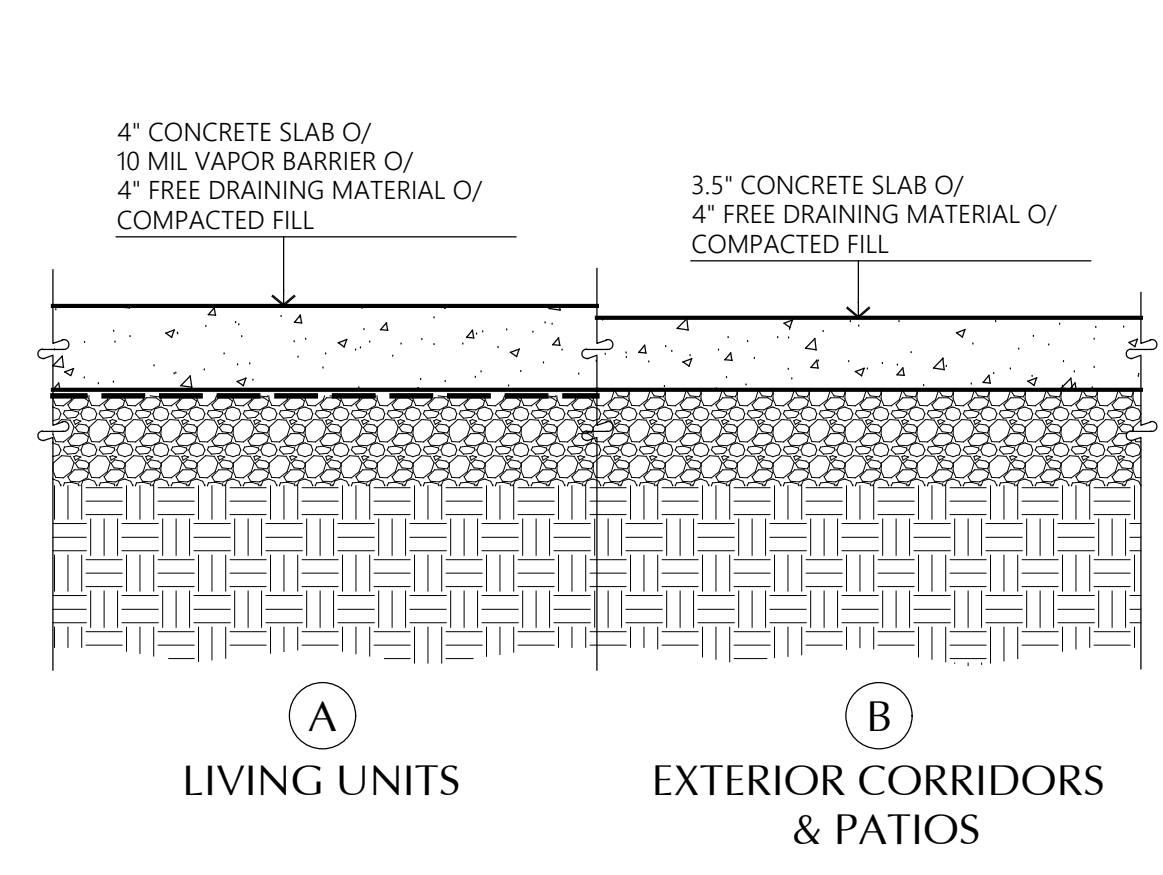 4" CONCRETE SLAB O/
10 MIL VAPOR BARRIER O/
4" FREE DRAINING MATERIAL O/
COMPACTED FILL
3.5" CONCRETE SLAB O/
4" FREE DRAINING MATERIAL O/
COMPACTED FILL
A
LIVING UNITS
B
EXTERIOR CORRIDORS
& PATIOS